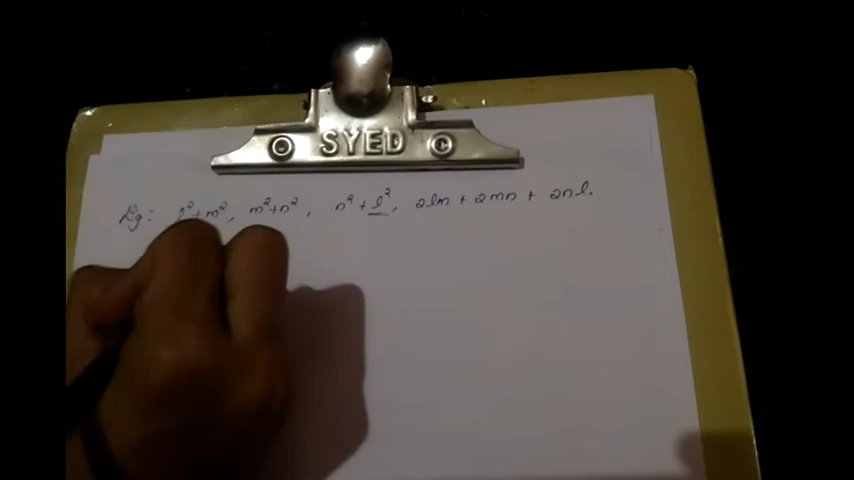 SYED
Eg: l²+m², m²+n², n²+l², 2lm + 2mn + 2nl.